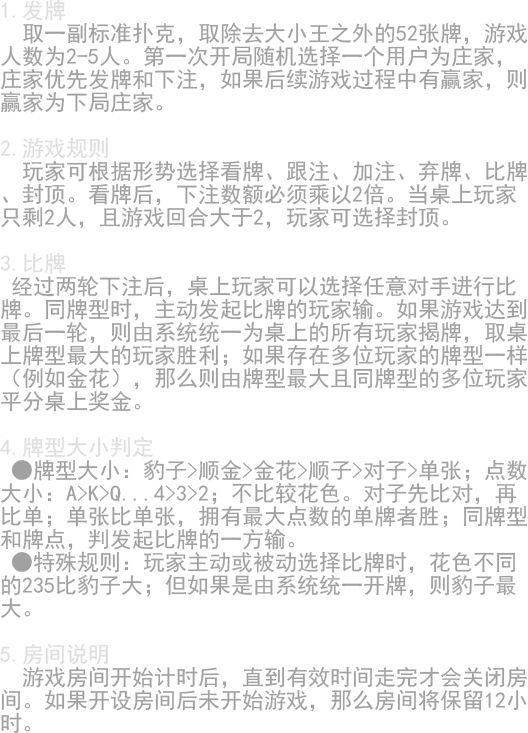 1.发牌
取一副标准扑克，取除去大小王之外的52张牌，游戏
人数为2-5人。第一次开局随机选择一个用户为庄家，
庄家优先发牌和下注，如果后续游戏过程中有赢家，则
赢家为下局庄家。
2.游戏规则
玩家可根据形势选择看牌、跟注、加注、弃牌、比牌
、封顶。看牌后，下注数额必须乘以2倍。当桌上玩家
只剩2人，且游戏回合大于2，玩家可选择封顶。
3.比牌
经过两轮下注后，桌上玩家可以选择任意对手进行比
牌。同牌型时，主动发起比牌的玩家输。如果游戏达到
最后一轮，则由系统统一为桌上的所有玩家揭牌，取桌
上牌型最大的玩家胜利；如果存在多位玩家的牌型一样
（例如金花），那么则由牌型最大且同牌型的多位玩家
平分桌上奖金。
4.牌型大小判定
●牌型大小：豹子>顺金>金花>顺子>对子>单张；点数
大小：A>K>Q...4>3>2；不比较花色。对子先比对，再
比单；单张比单张，拥有最大点数的单牌者胜；同牌型
和牌点，判发起比牌的一方输。
●特殊规则：玩家主动或被动选择比牌时，花色不同
的235比豹子大；但如果是由系统统一开牌，则豹子最
大。
5.房间说明
游戏房间开始计时后，直到有效时间走完才会关闭房
间。如果开设房间后未开始游戏，那么房间将保留12小
时。